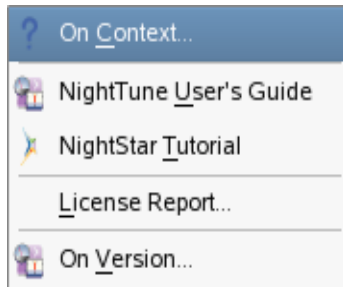 On Context...
NightTune User's Guide
NightStar Tutorial
License Report...
On Version...